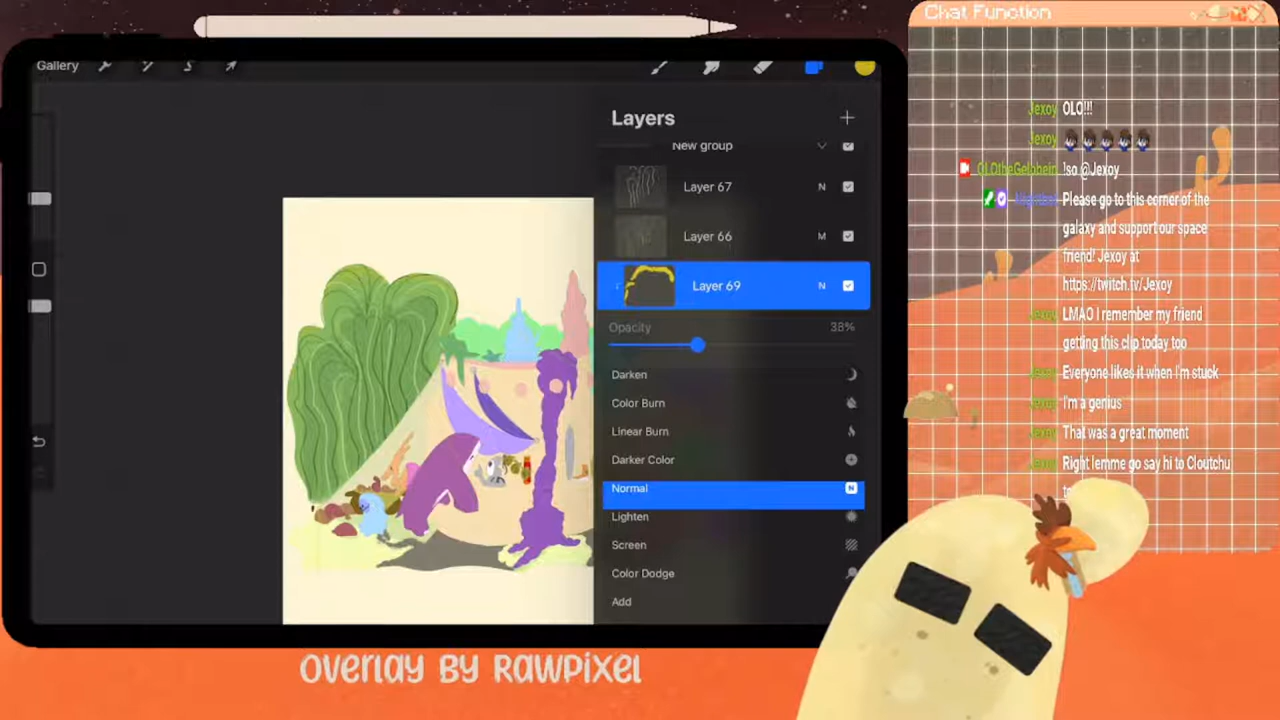 Chat Function
Gallery
Layers
New group
Layer 67 N
Layer 66 M
Layer 69 N
Opacity 38%
Darken
Color Burn
Linear Burn
Darker Color
Normal N
Lighten
Screen
Color Dodge
Add
Jexoy OLO!!!
Jexoy
!so @Jexoy
Please go to this corner of the
galaxy and support our space
friend! Jexoy at
https://twitch.tv/Jexoy
Jexoy LMAO I remember my friend
getting this clip today too
Jexoy Everyone likes it when I'm stuck
Jexoy I'm a genius
Jexoy That was a great moment
Jexoy Right lemme go say hi to Cloutchu
OVERLAY BY RAWPIXEL